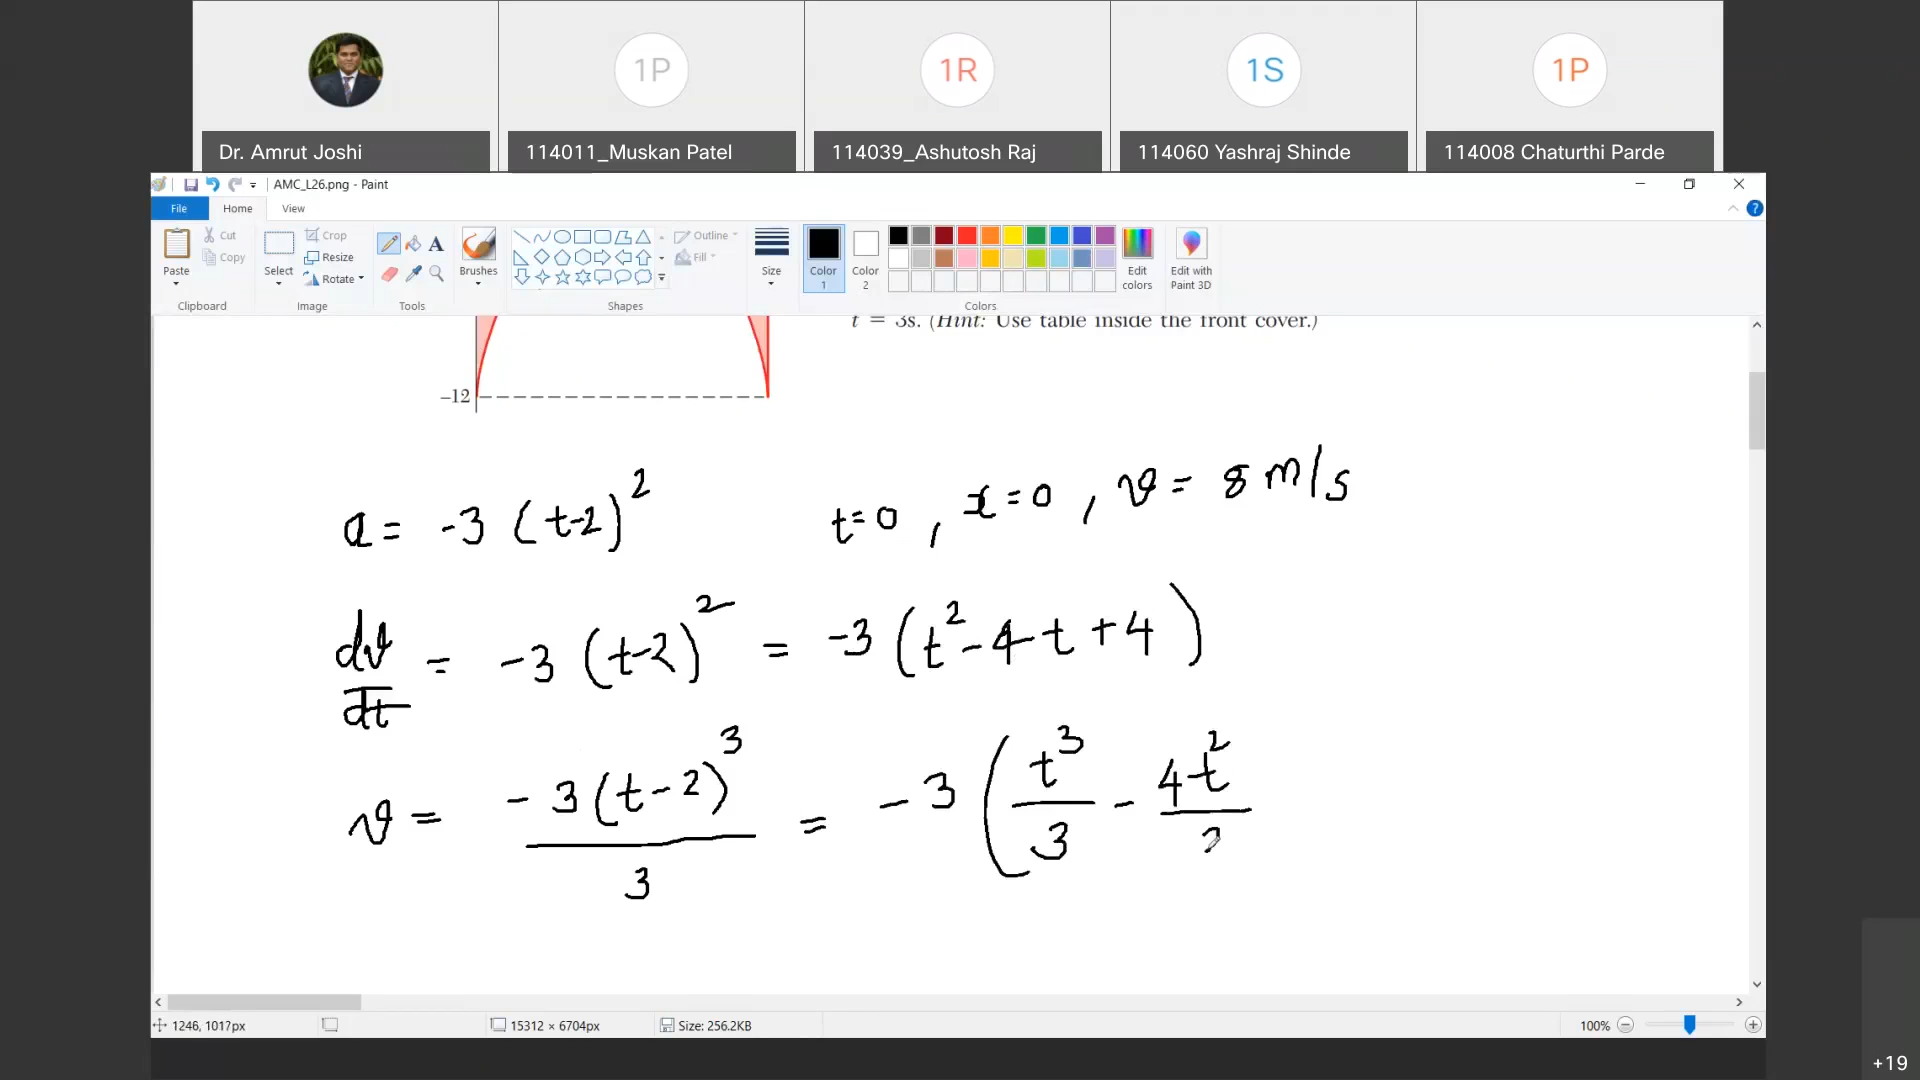 1P 1R 1S 1P
Dr. Amrut Joshi 114011_Muskan Patel 114039_Ashutosh Raj 114060 Yashraj Shinde 114008 Chaturthi Parde
AMC_L26.png - Paint
File Home View
Cut Crop Outline
Copy Resize Fill
Paste Select Rotate A Brushes Size Color 1 Color 2 Edit colors Edit with Paint 3D
Clipboard Image Tools Shapes Colors
t = 3s. (Hint: Use table inside the front cover.)
–12
a = -3 (t-2)² t=0 , x=0 , v = 8 m/s
dv/dt = -3 (t-2)² = -3 (t² - 4t + 4)
v = -3(t-2)³/3 = -3 (t³/3 - 4t²/2
1246, 1017px 15312 × 6704px Size: 256.2KB 100%
+19